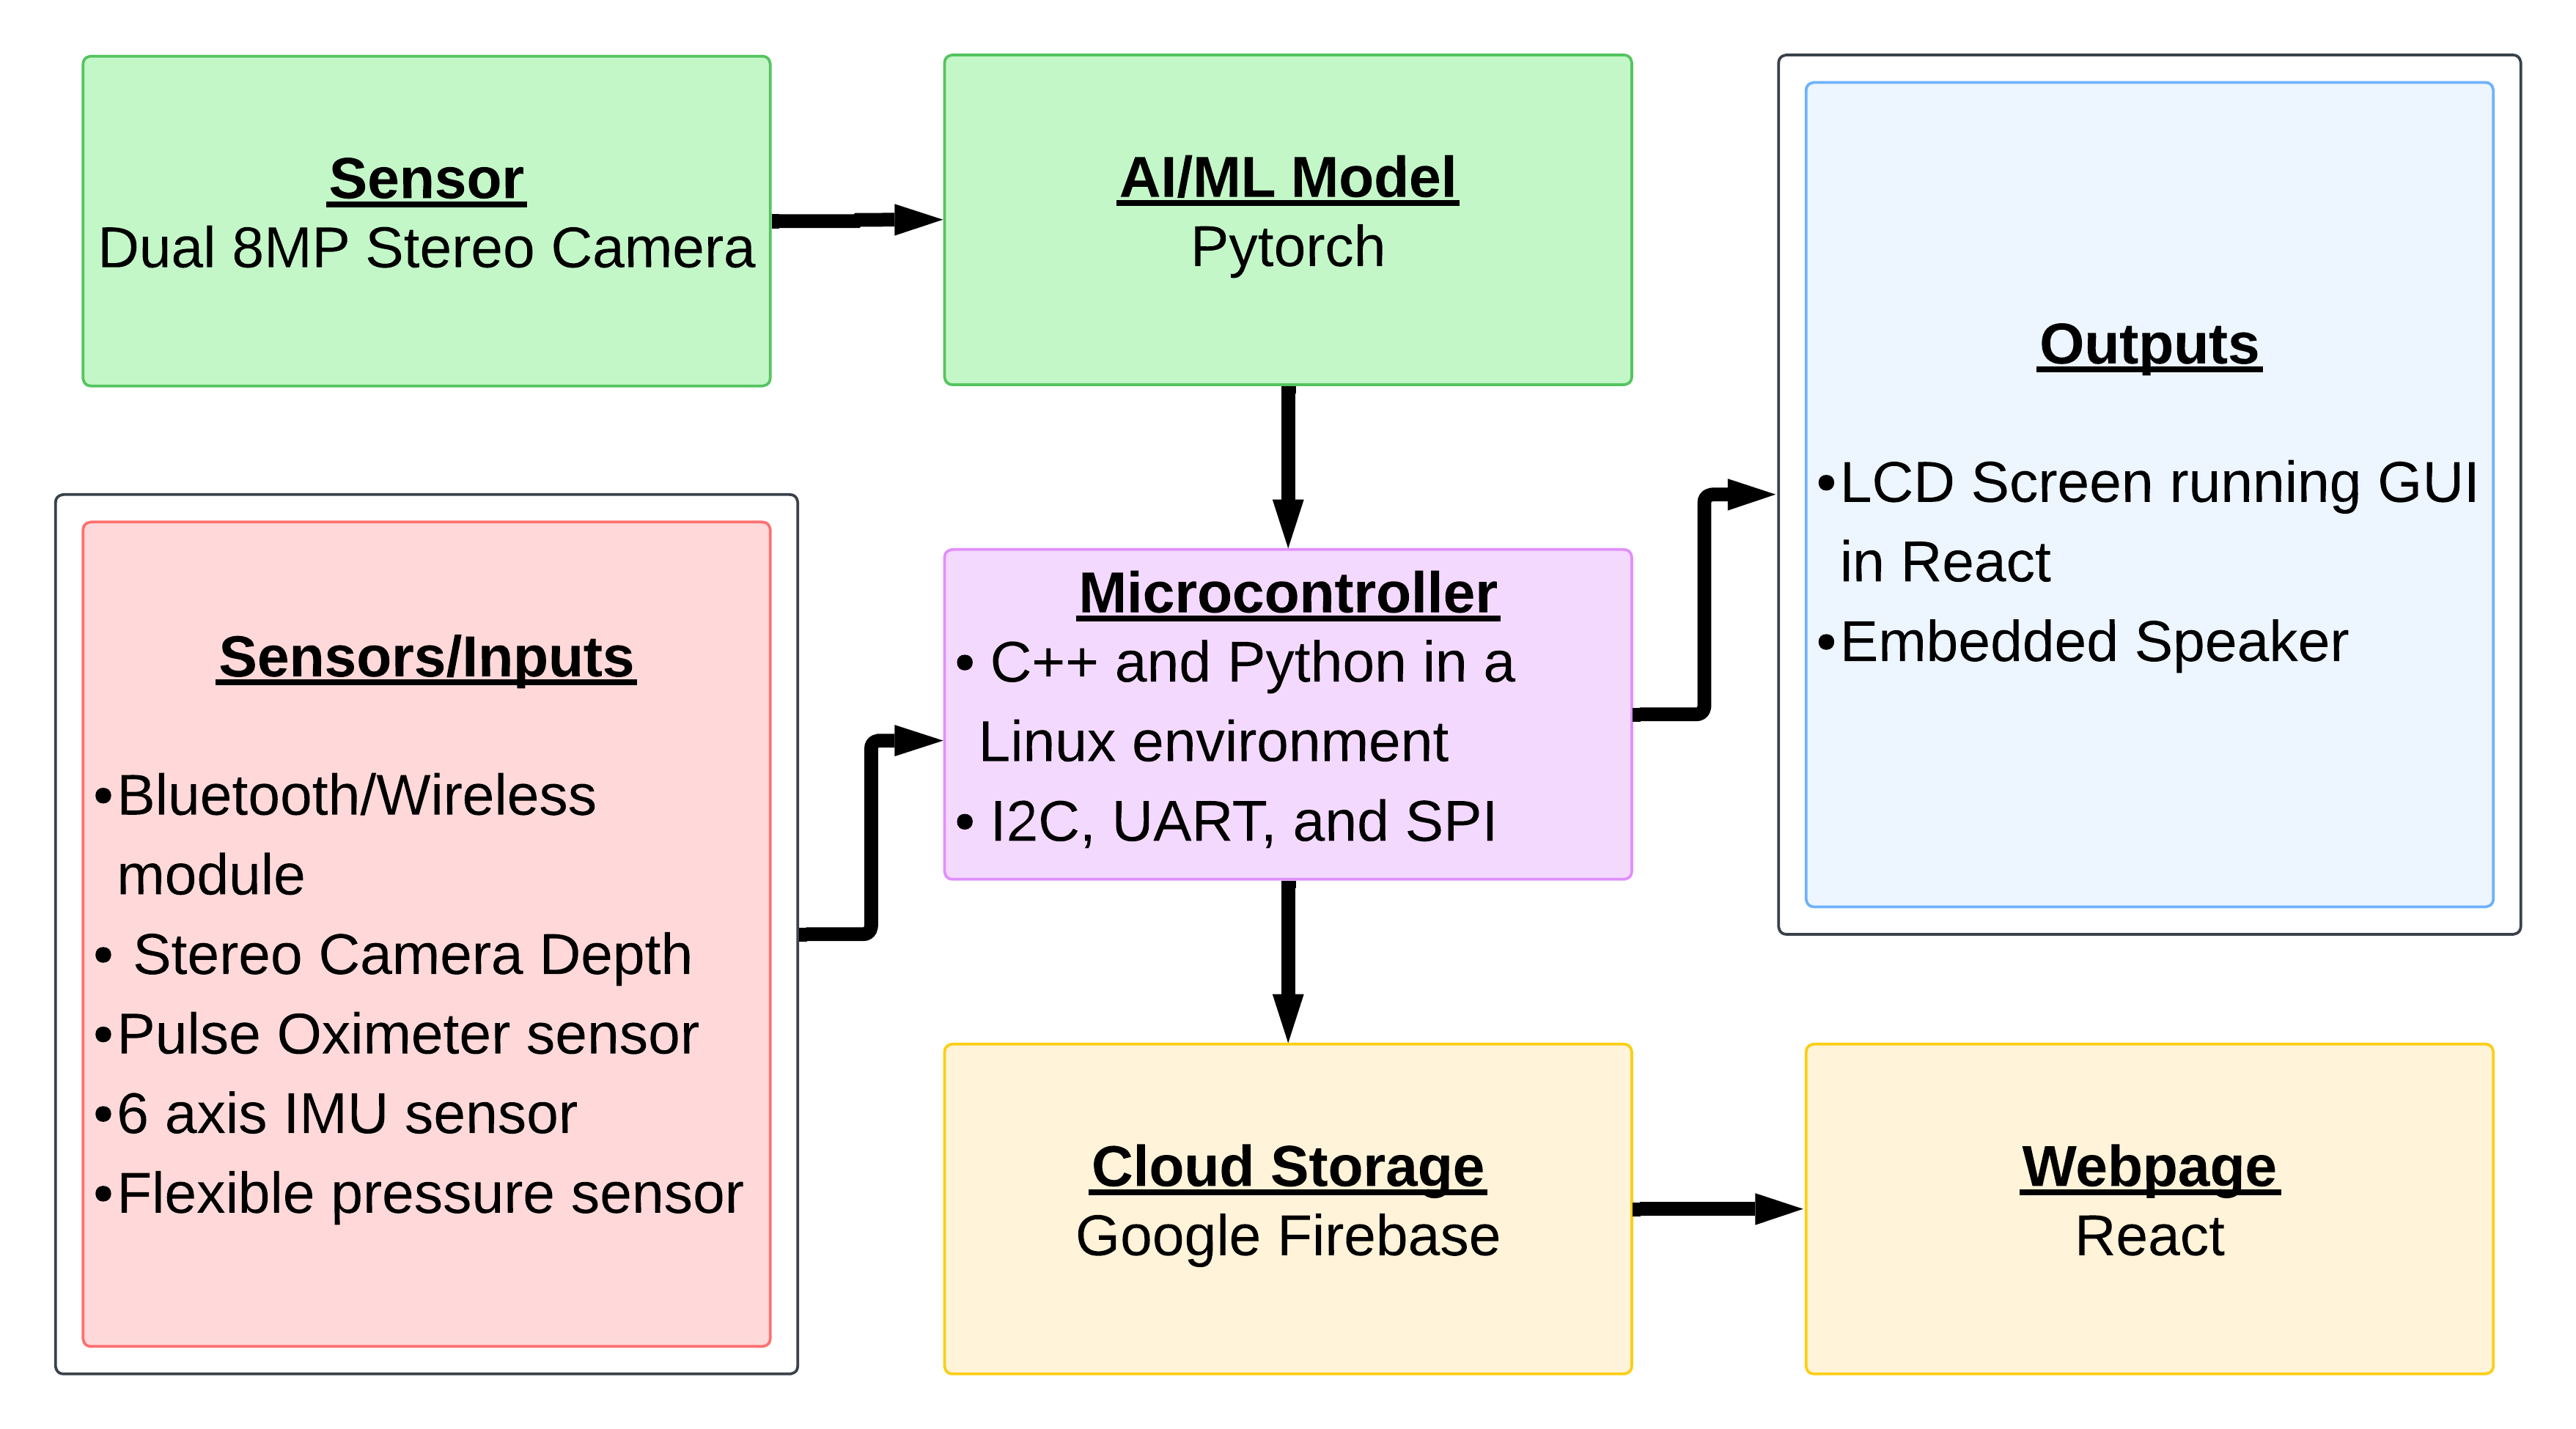 Sensor
Dual 8MP Stereo Camera
AI/ML Model
Pytorch
Outputs
•LCD Screen running GUI
in React
•Embedded Speaker
Sensors/Inputs
•Bluetooth/Wireless
module
• Stereo Camera Depth
•Pulse Oximeter sensor
•6 axis IMU sensor
•Flexible pressure sensor
Microcontroller
• C++ and Python in a
Linux environment
• I2C, UART, and SPI
Cloud Storage
Google Firebase
Webpage
React